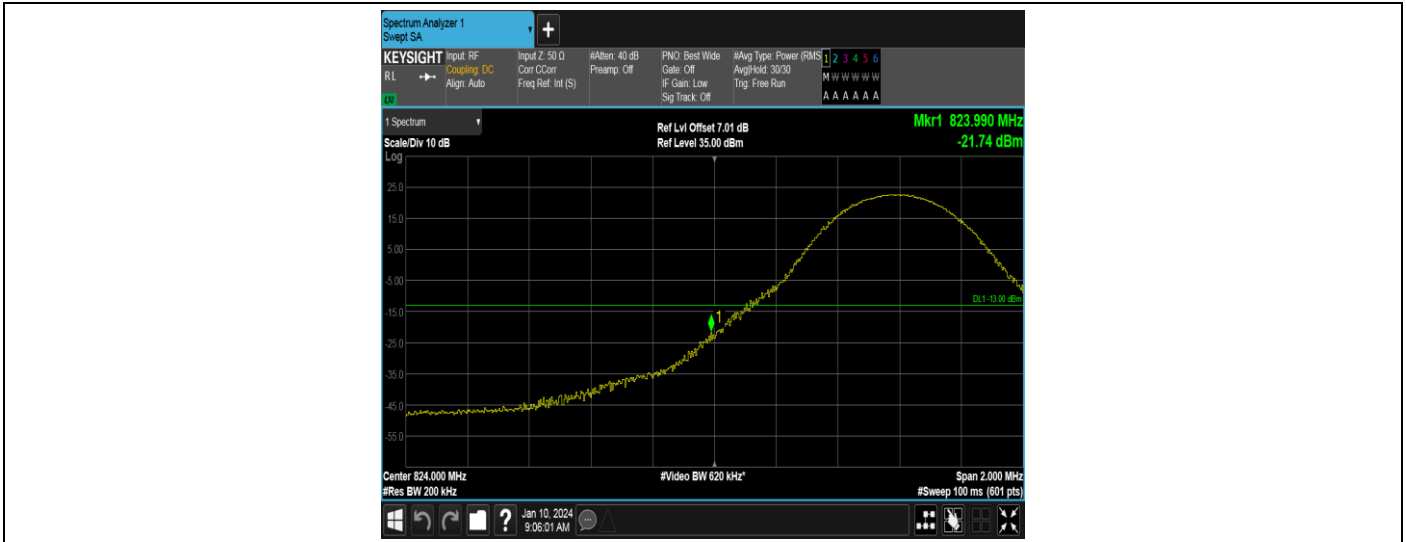 Spectrum Analyzer 1
Swept SA
+
KEYSIGHT
RL
LXI
Input: RF
Coupling: DC
Align: Auto
Input Z: 50 Ω
Corr CCorr
Freq Ref: Int (S)
#Atten: 40 dB
Preamp: Off
PNO: Best Wide
Gate: Off
IF Gain: Low
Sig Track: Off
#Avg Type: Power (RMS
Avg|Hold: 30/30
Trig: Free Run
1 2 3 4 5 6
M W W W W W
A A A A A A
1 Spectrum
Scale/Div 10 dB
Log
Ref Lvl Offset 7.01 dB
Ref Level 35.00 dBm
Mkr1 823.990 MHz
-21.74 dBm
25.0
15.0
5.00
-5.00
DL1 -13.00 dBm
-15.0
1
-25.0
-35.0
-45.0
-55.0
Center 824.000 MHz
#Video BW 620 kHz*
Span 2.000 MHz
#Res BW 200 kHz
#Sweep 100 ms (601 pts)
?
Jan 10, 2024
9:06:01 AM